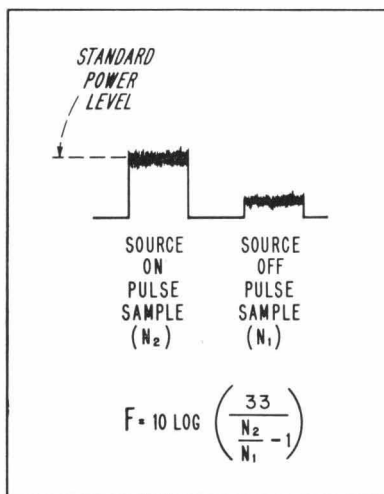 STANDARD
POWER
LEVEL
SOURCE
ON
PULSE
SAMPLE
(N₂)
SOURCE
OFF
PULSE
SAMPLE
(N₁)
F = 10 LOG ( 33 / ( N₂ / N₁ - 1 ) )